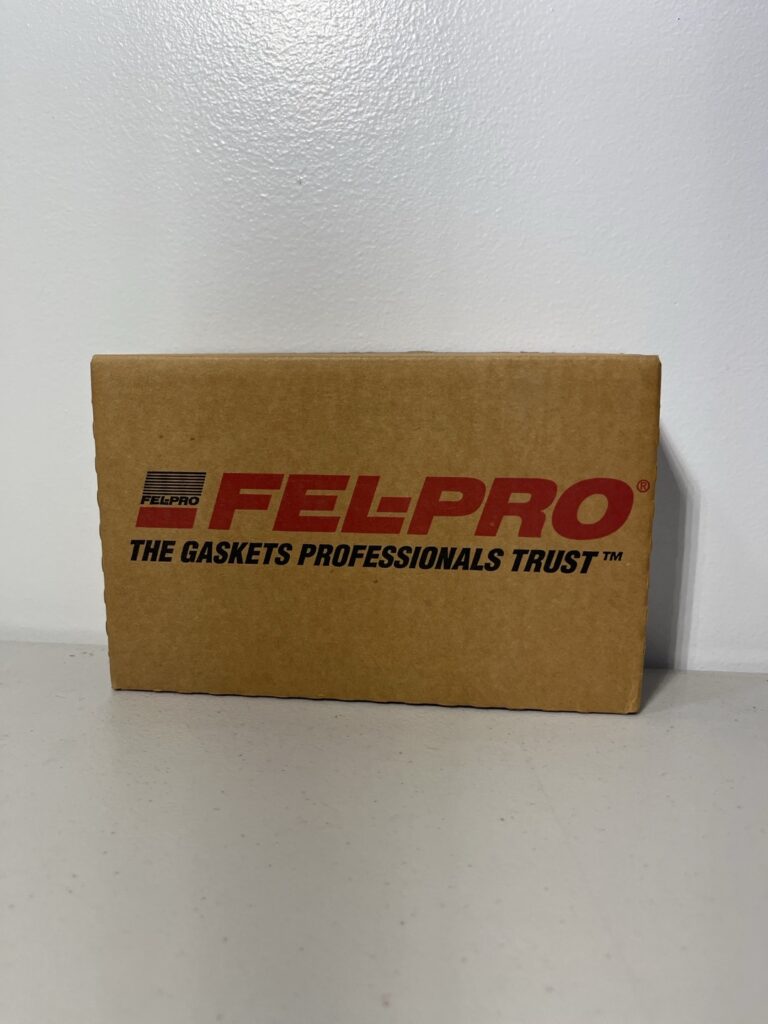 FEL-PRO
FEL-PRO®
THE GASKETS PROFESSIONALS TRUST™